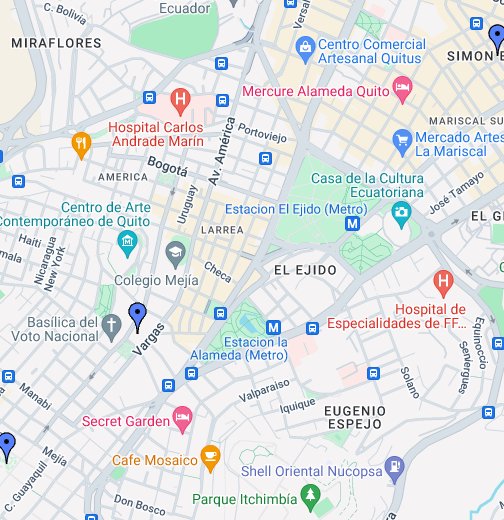 Ecuador
C. Bolivia
Versal
MIRAFLORES
Centro Comercial
Artesanal Quitus
SIMON B
Mercure Alameda Quito
MARISCAL SU
Hospital Carlos
Andrade Marín
Portoviejo
Av. América
Mercado Artes
La Mariscal
Bogotá
AMERICA
Casa de la Cultura
Ecuatoriana
José Tamayo
Uruguay
Centro de Arte
Contemporáneo de Quito
Estacion El Ejido (Metro)
EL G
LARREA
Haití
Nicaragua
New York
mala
Colegio Mejía
Checa
EL EJIDO
Hospital de
Especialidades de FF...
Equinoccio
Servergues
Basílica del
Voto Nacional
Vargas
Estacion la
Alameda (Metro)
Solano
Manabi
Valparaiso
Iquique
EUGENIO
ESPEJO
Secret Garden
Mejía
C. Guayaquil
Cafe Mosaico
Shell Oriental Nucopsa
Don Bosco
Parque Itchimbía